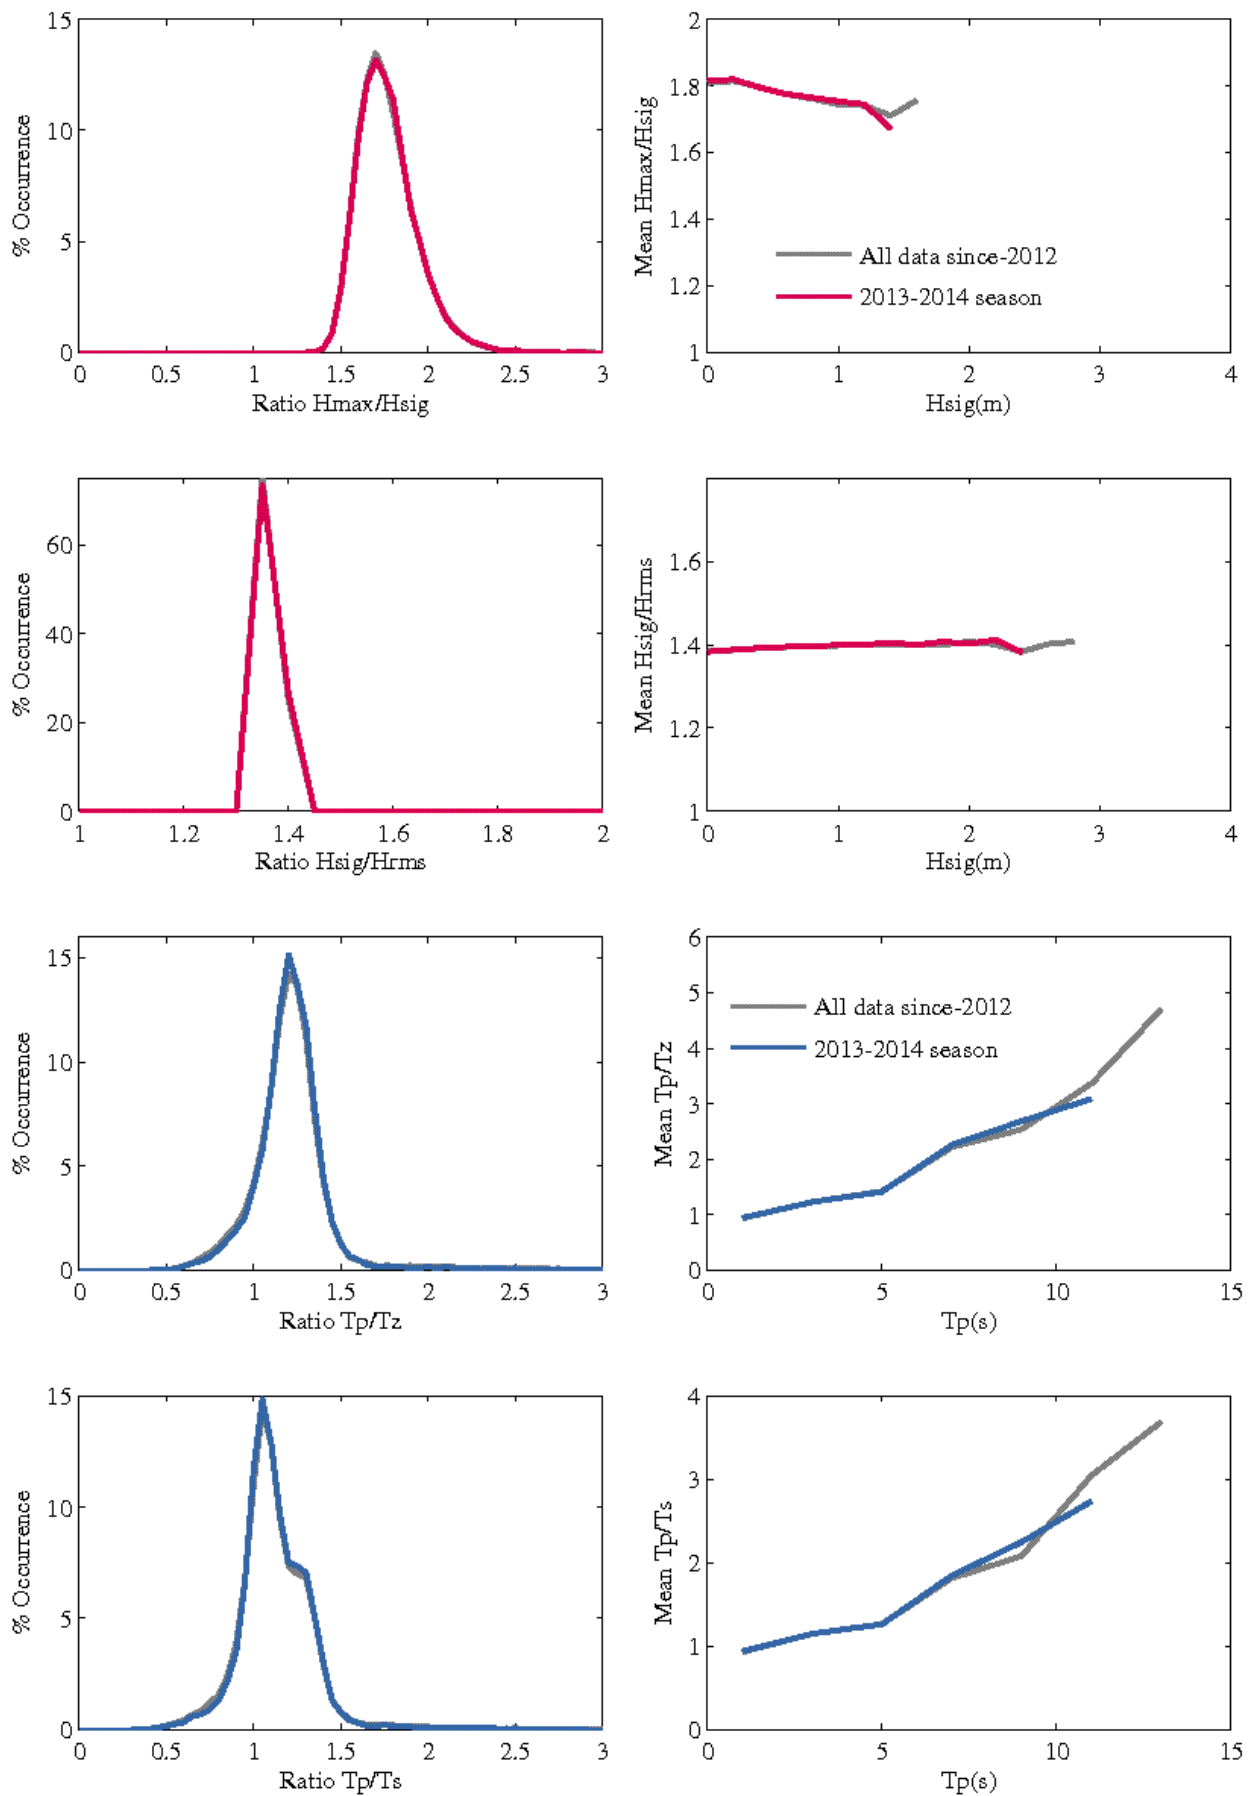 15
10
5
0
% Occurrence
0 0.5 1 1.5 2 2.5 3
Ratio Hmax/Hsig
2
1.8
1.6
1.4
1.2
1
Mean Hmax/Hsig
All data since-2012
2013-2014 season
0 1 2 3 4
Hsig(m)
60
40
20
0
% Occurrence
1 1.2 1.4 1.6 1.8 2
Ratio Hsig/Hrms
1.6
1.4
1.2
1
Mean Hsig/Hrms
0 1 2 3 4
Hsig(m)
15
10
5
0
% Occurrence
0 0.5 1 1.5 2 2.5 3
Ratio Tp/Tz
6
5
4
3
2
1
0
Mean Tp/Tz
All data since-2012
2013-2014 season
0 5 10 15
Tp(s)
15
10
5
0
% Occurrence
0 0.5 1 1.5 2 2.5 3
Ratio Tp/Ts
4
3
2
1
0
Mean Tp/Ts
0 5 10 15
Tp(s)